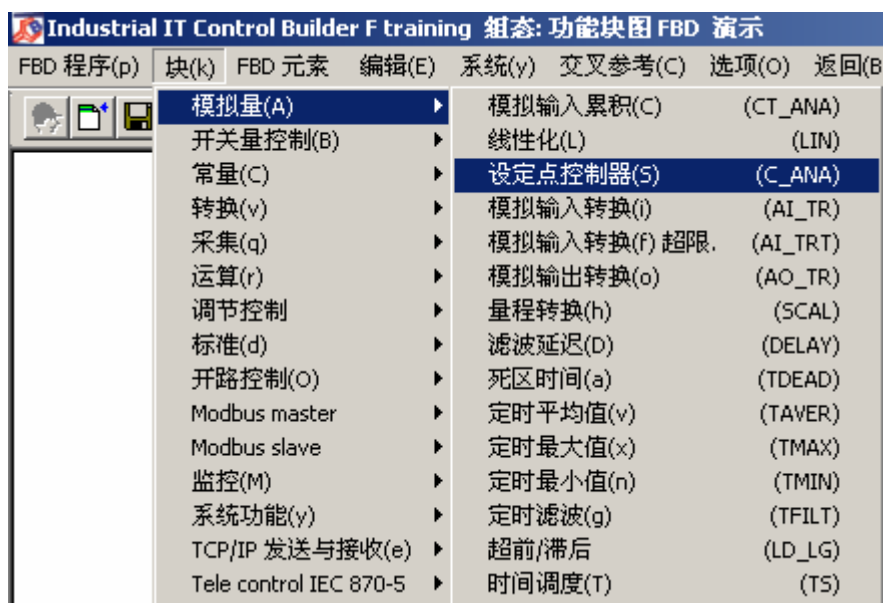 Industrial IT Control Builder F training 组态: 功能块图 FBD 演示
FBD 程序(p) 块(k) FBD 元素 编辑(E) 系统(y) 交叉参考(C) 选项(O) 返回(B
模拟量(A)
开关量控制(B)
常量(C)
转换(v)
采集(q)
运算(r)
调节控制
标准(d)
开路控制(O)
Modbus master
Modbus slave
监控(M)
系统功能(y)
TCP/IP 发送与接收(e)
Tele control IEC 870-5
模拟输入累积(C) (CT_ANA)
线性化(L) (LIN)
设定点控制器(S) (C_ANA)
模拟输入转换(i) (AI_TR)
模拟输入转换(f) 超限. (AI_TRT)
模拟输出转换(o) (AO_TR)
量程转换(h) (SCAL)
滤波延迟(D) (DELAY)
死区时间(a) (TDEAD)
定时平均值(v) (TAVER)
定时最大值(x) (TMAX)
定时最小值(n) (TMIN)
定时滤波(g) (TFILT)
超前/滞后 (LD_LG)
时间调度(T) (TS)